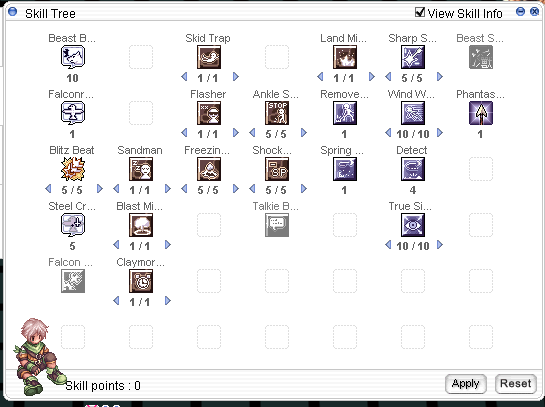 Skill Tree
View Skill Info
Beast B... Skid Trap Land Mi... Sharp S... Beast S...
10 1 / 1 1 / 1 5 / 5
Falconr... Flasher Ankle S... Remove... Wind W... Phantas...
STOP
1 1 / 1 5 / 5 1 10 / 10 1
Blitz Beat Sandman Freezin... Shock... Spring ... Detect
5 / 5 1 / 1 5 / 5 5 / 5 1 4
Steel Cr... Blast Mi... Talkie B... True Si...
5 1 / 1 10 / 10
Falcon ... Claymor...
1 / 1
Skill points : 0
Apply Reset